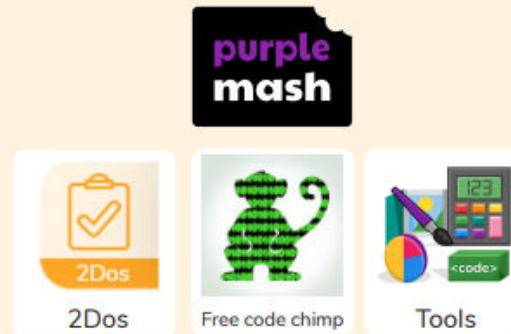 purple
mash
2Dos
123
<code>
2Dos
Free code chimp
Tools